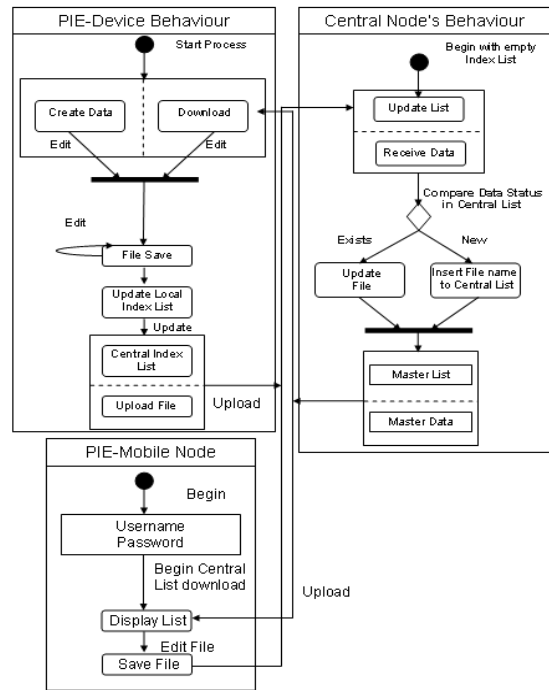 PIE-Device Behaviour
Start Process
Create Data
Download
Edit
Edit
Edit
File Save
Update Local
Index List
Update
Central Index
List
Upload File
Upload
Central Node's Behaviour
Begin with empty
Index List
Update List
Receive Data
Compare Data Status
in Central List
Exists
New
Update
File
Insert File name
to Central List
Master List
Master Data
PIE-Mobile Node
Begin
Username
Password
Begin Central
List download
Upload
Display List
Edit File
Save File